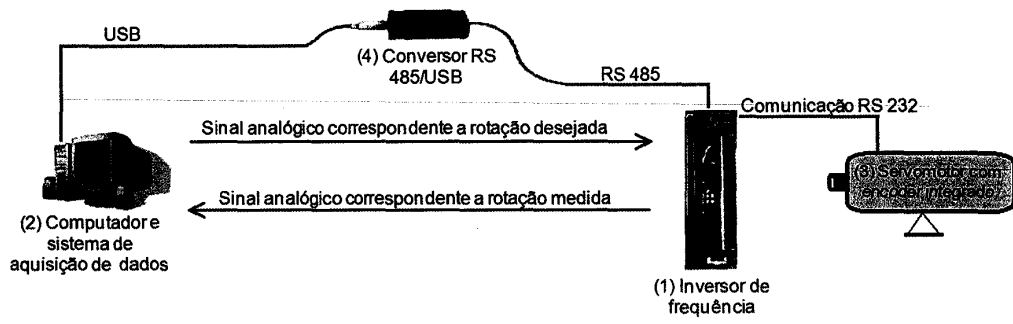 USB
(4) Conversor RS
485/USB
RS 485
Comunicação RS 232
Sinal analógico correspondente a rotação desejada
(3) Servomotor com
encoder integrado
Sinal analógico correspondente a rotação medida
(2) Computador e
sistema de
aquisição de dados
(1) Inversor de
frequência